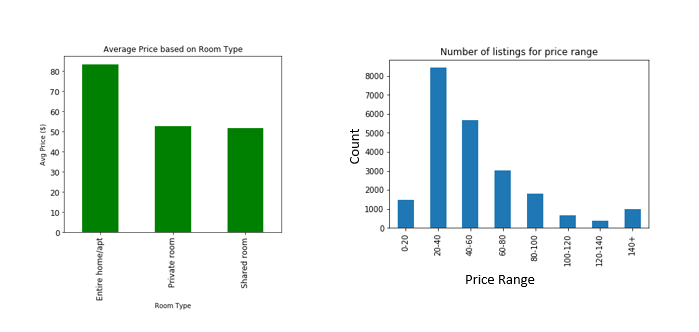 Average Price based on Room Type
Avg Price ($)
80
70
60
50
40
30
20
10
0
Entire home/apt
Private room
Shared room
Room Type
Number of listings for price range
Count
8000
7000
6000
5000
4000
3000
2000
1000
0
0-20
20-40
40-60
60-80
80-100
100-120
120-140
140+
Price Range